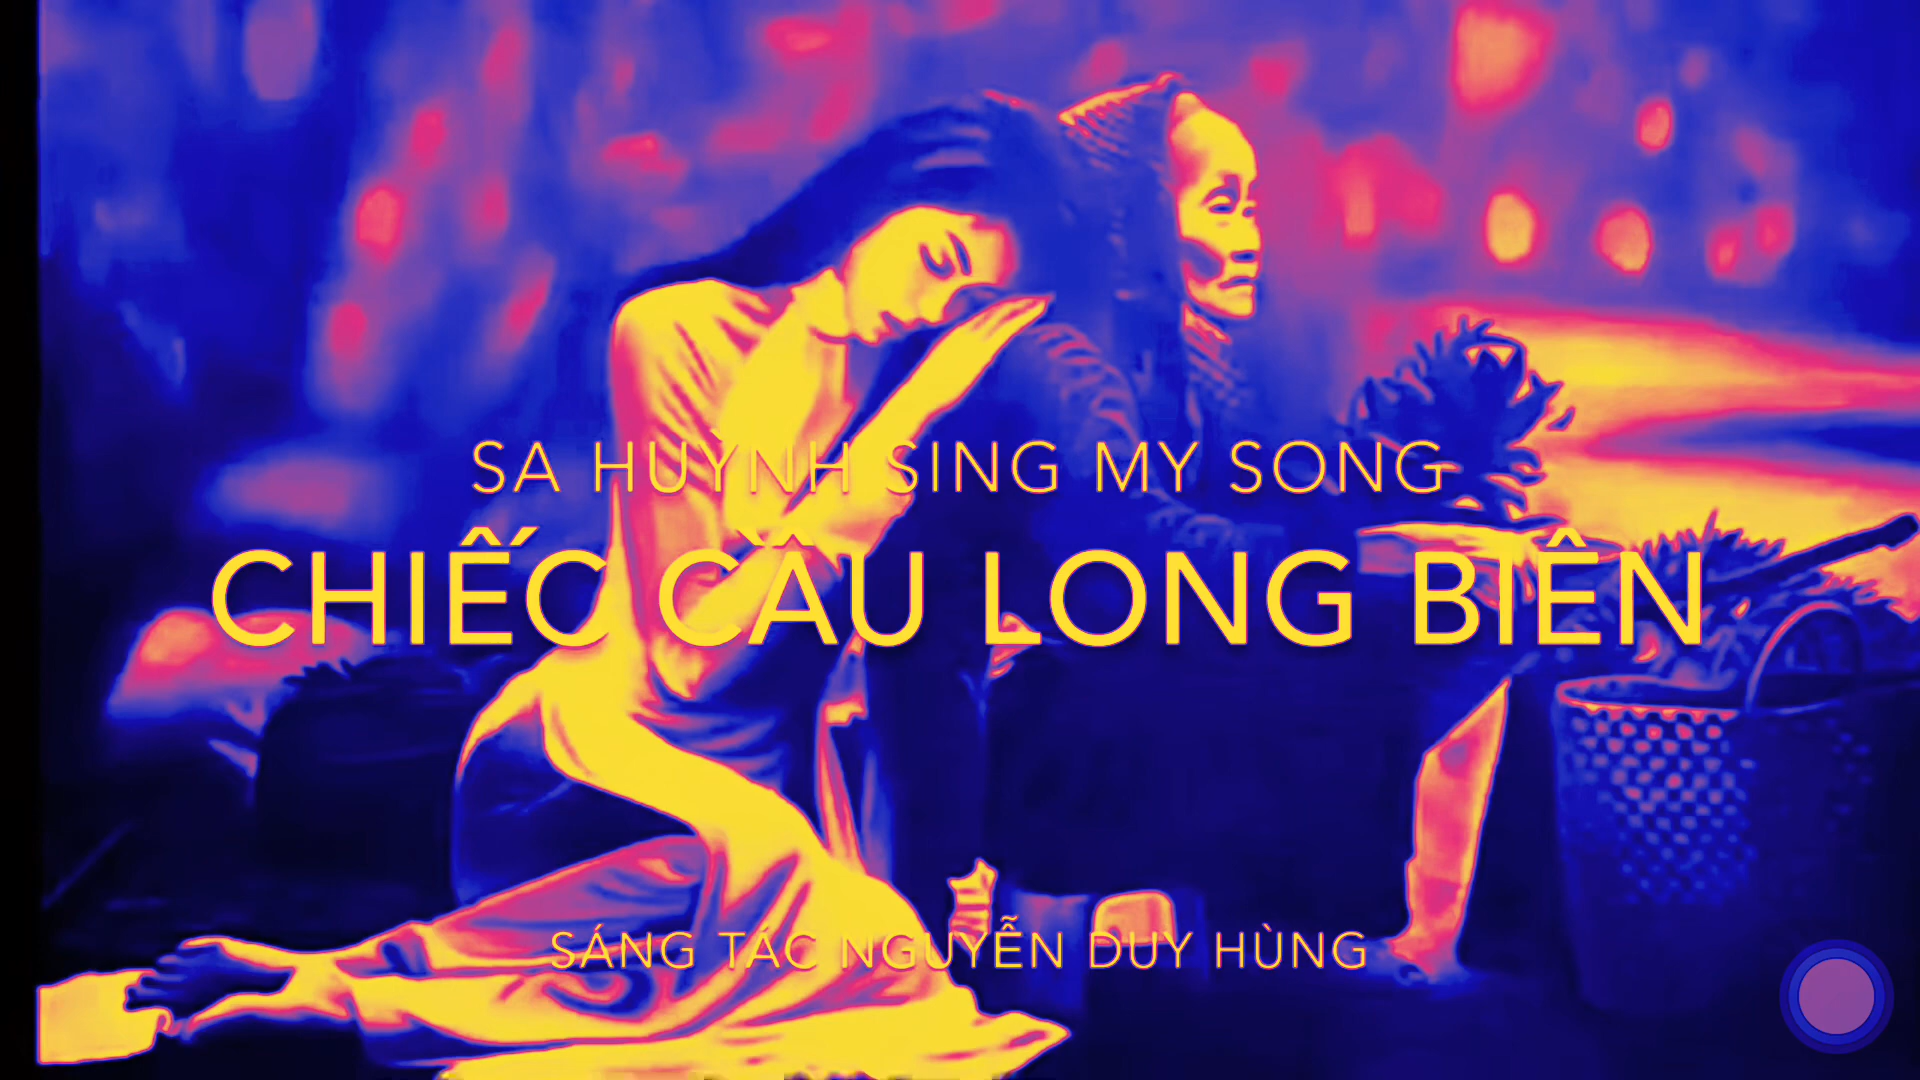 SA HUỲNH SING MY SONG
CHIẾC CẦU LONG BIÊN
SÁNG TÁC NGUYỄN DUY HÙNG